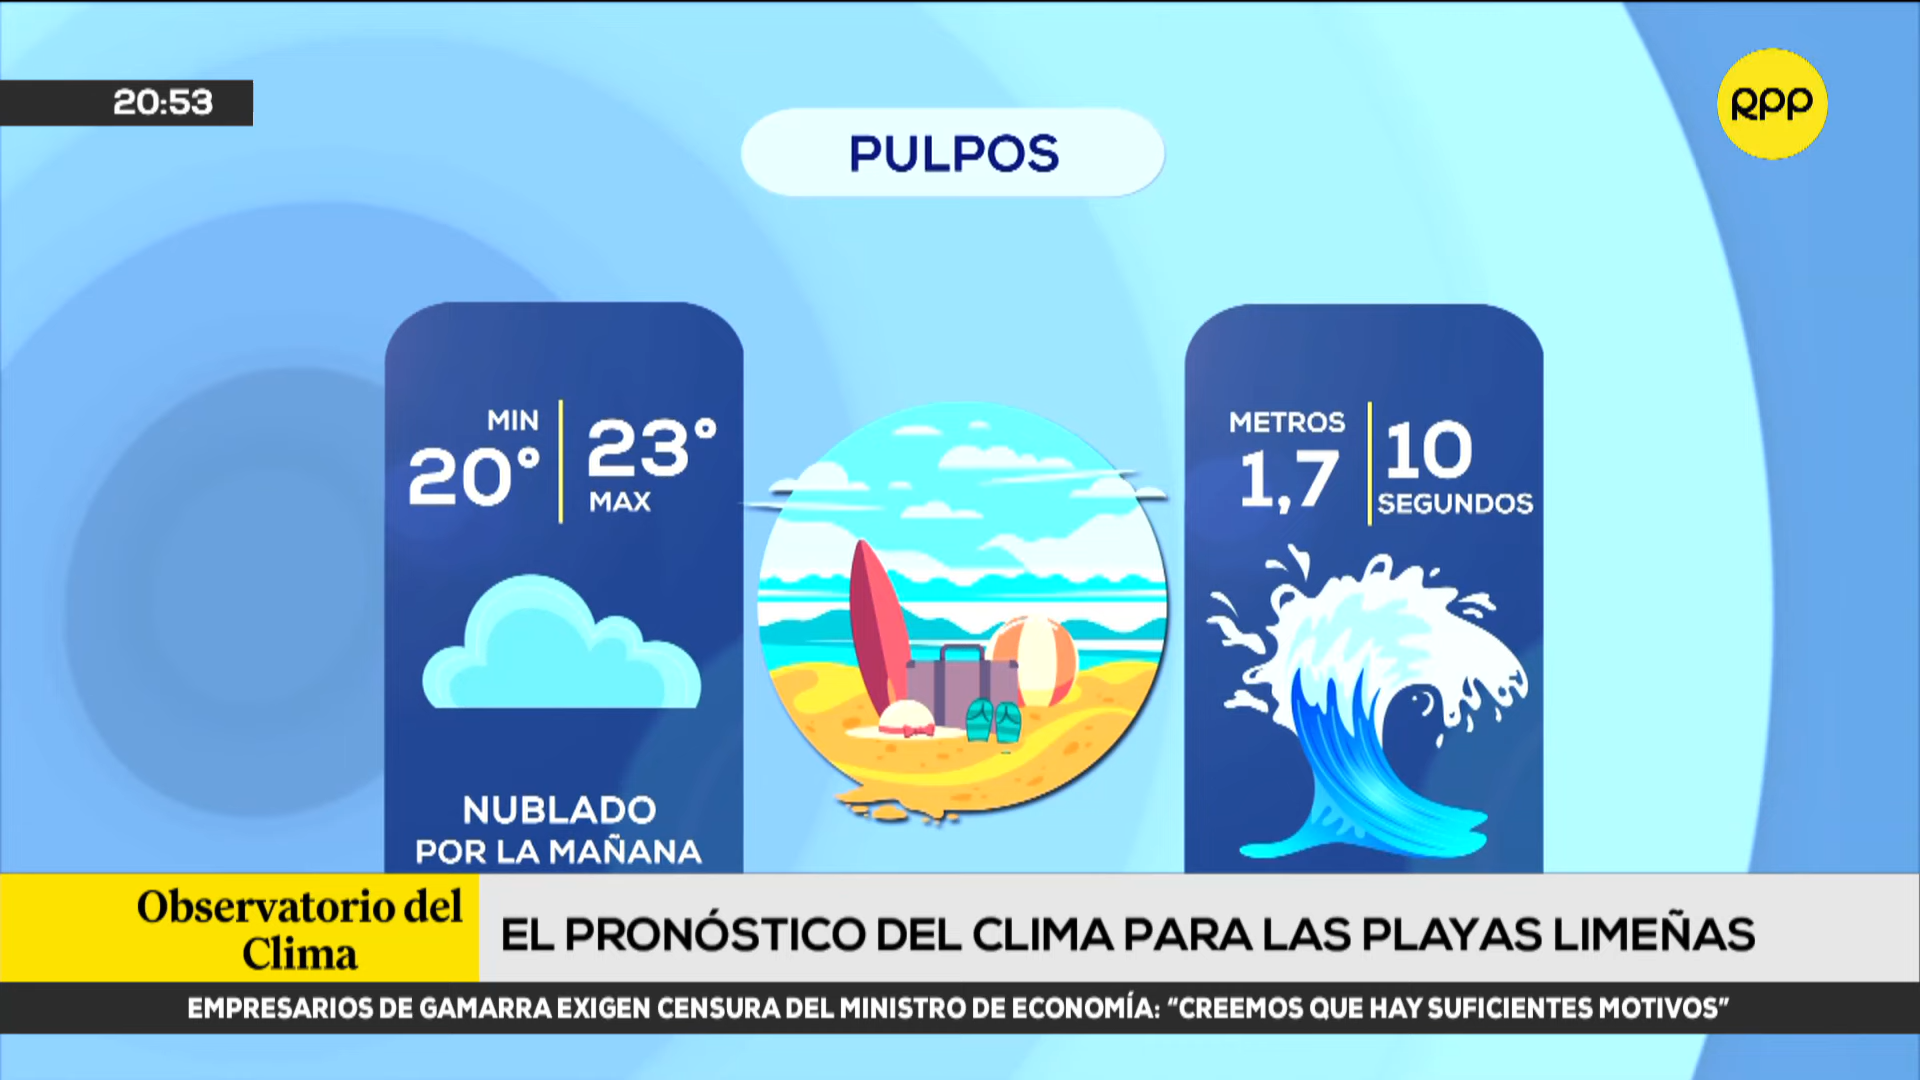 20:53
RPP
PULPOS
MIN
20°
23°
MAX
METROS
1,7
10
SEGUNDOS
NUBLADO
POR LA MAÑANA
Observatorio del
Clima
EL PRONÓSTICO DEL CLIMA PARA LAS PLAYAS LIMEÑAS
EMPRESARIOS DE GAMARRA EXIGEN CENSURA DEL MINISTRO DE ECONOMÍA: “CREEMOS QUE HAY SUFICIENTES MOTIVOS”